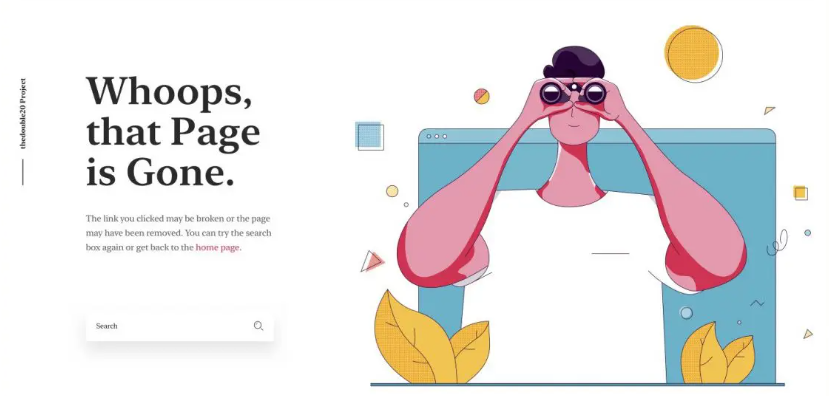 thedouble20 Project
Whoops,
that Page
is Gone.
The link you clicked may be broken or the page
may have been removed. You can try the search
box again or get back to the home page.
Search